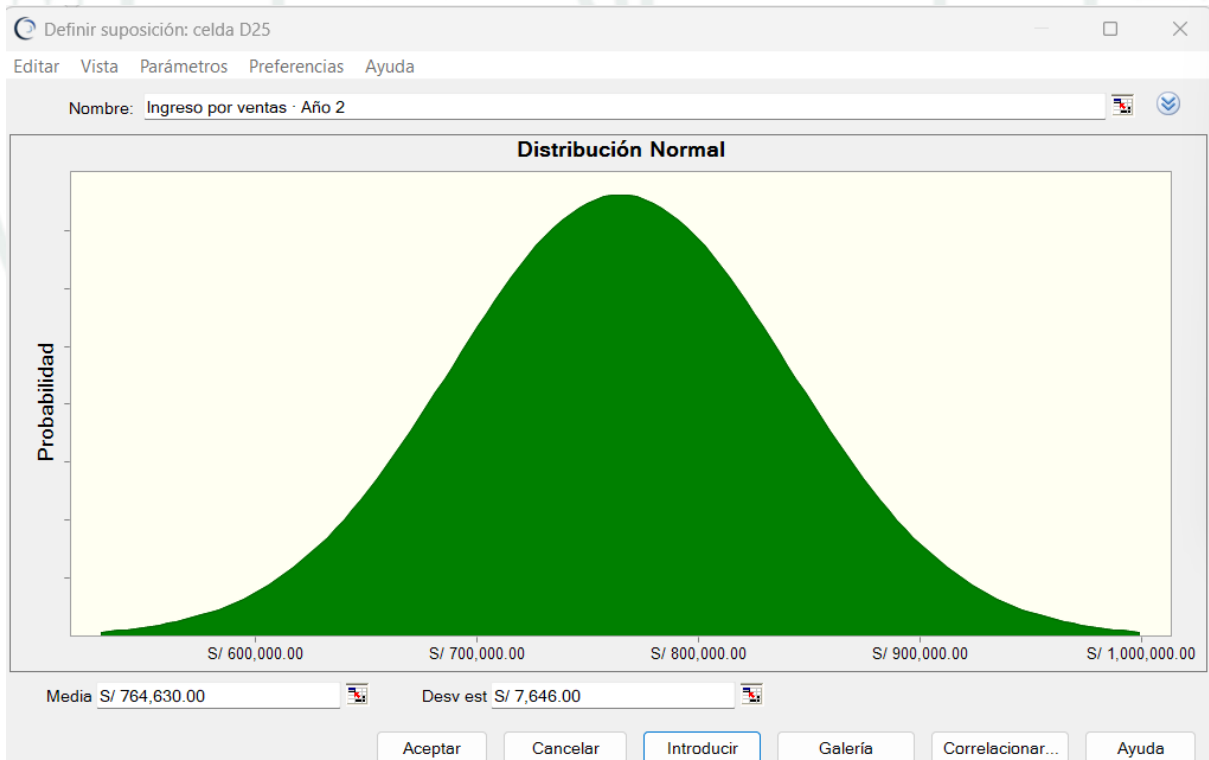 Definir suposición: celda D25
Editar Vista Parámetros Preferencias Ayuda
Nombre: Ingreso por ventas · Año 2
Distribución Normal
Probabilidad
S/ 600,000.00 S/ 700,000.00 S/ 800,000.00 S/ 900,000.00 S/ 1,000,000.00
Media S/ 764,630.00 Desv est S/ 7,646.00
Aceptar Cancelar Introducir Galería Correlacionar... Ayuda